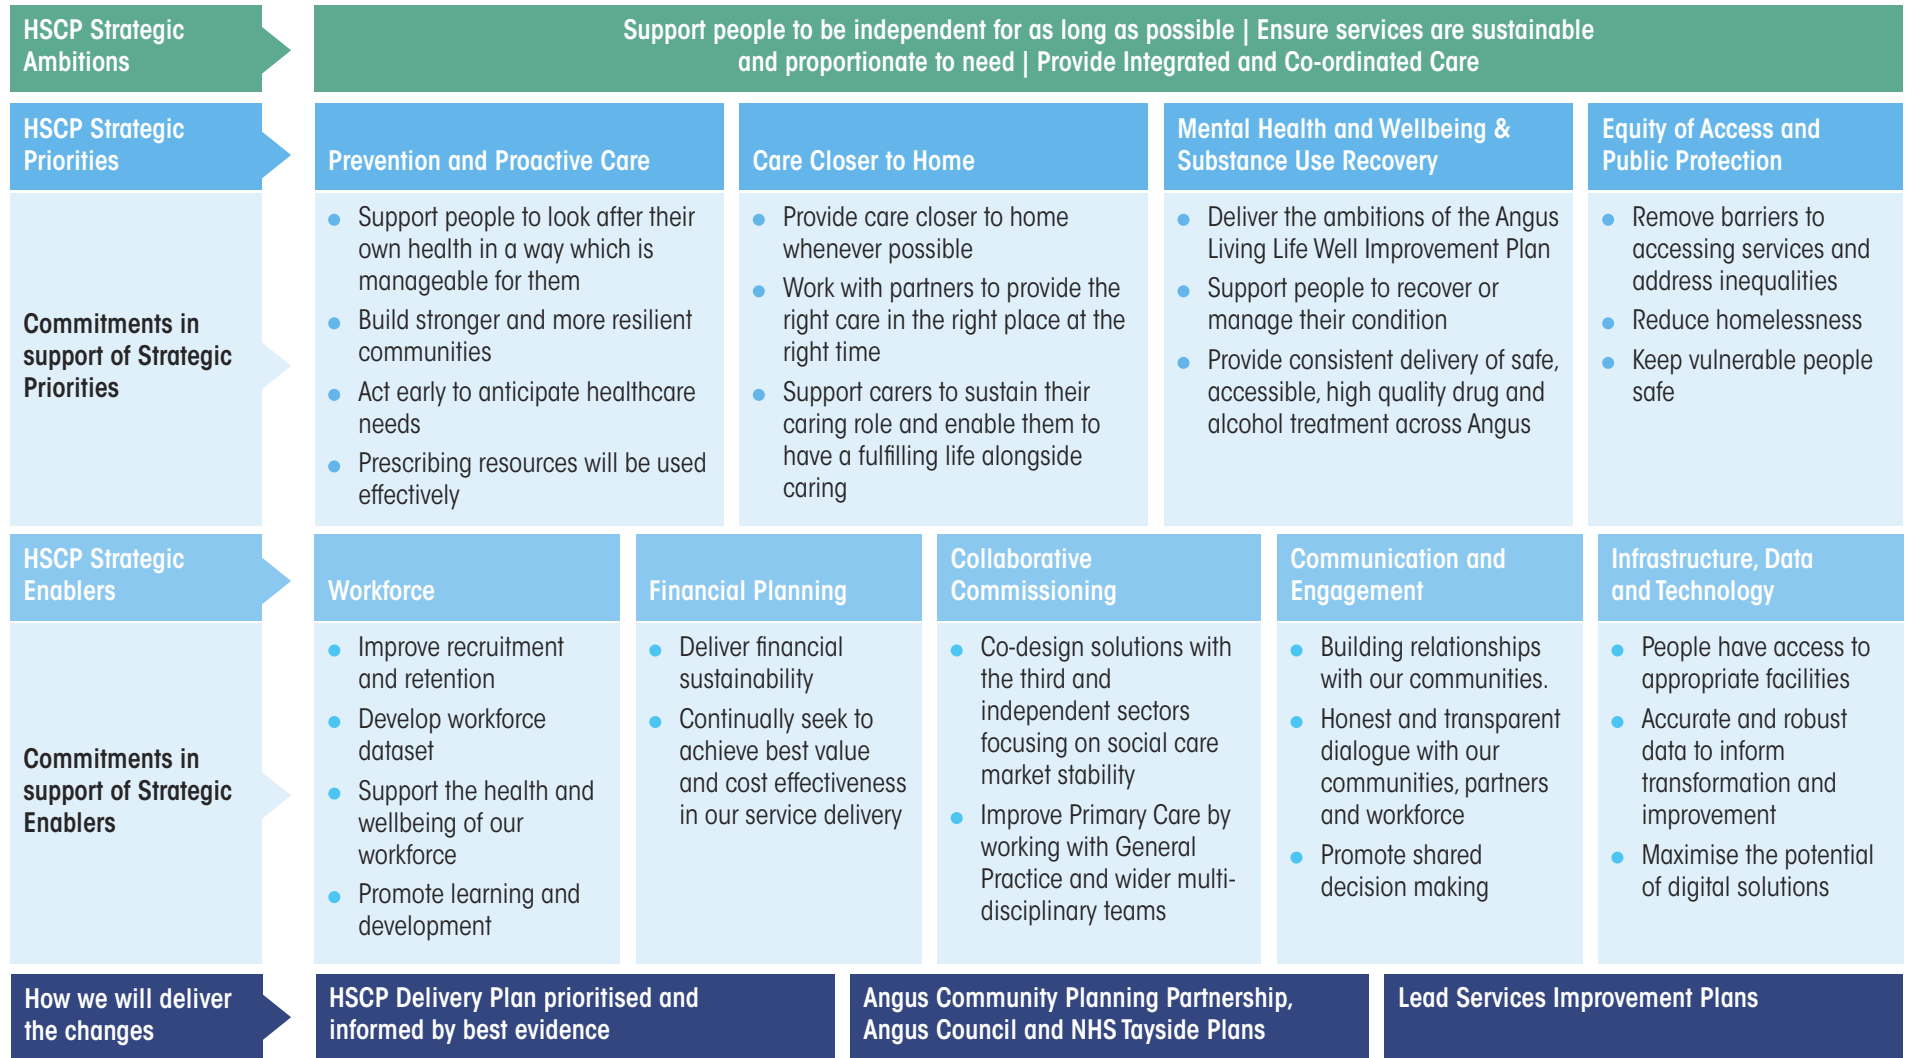 HSCP Strategic
Ambitions
Support people to be independent for as long as possible | Ensure services are sustainable
and proportionate to need | Provide Integrated and Co-ordinated Care
HSCP Strategic
Priorities
Prevention and Proactive Care
Care Closer to Home
Mental Health and Wellbeing &
Substance Use Recovery
Equity of Access and
Public Protection
Commitments in
support of Strategic
Priorities
Support people to look after their
own health in a way which is
manageable for them
Build stronger and more resilient
communities
Act early to anticipate healthcare
needs
Prescribing resources will be used
effectively
Provide care closer to home
whenever possible
Work with partners to provide the
right care in the right place at the
right time
Support carers to sustain their
caring role and enable them to
have a fulfilling life alongside
caring
Deliver the ambitions of the Angus
Living Life Well Improvement Plan
Support people to recover or
manage their condition
Provide consistent delivery of safe,
accessible, high quality drug and
alcohol treatment across Angus
Remove barriers to
accessing services and
address inequalities
Reduce homelessness
Keep vulnerable people
safe
HSCP Strategic
Enablers
Workforce
Financial Planning
Collaborative
Commissioning
Communication and
Engagement
Infrastructure, Data
and Technology
Commitments in
support of Strategic
Enablers
Improve recruitment
and retention
Develop workforce
dataset
Support the health and
wellbeing of our
workforce
Promote learning and
development
Deliver financial
sustainability
Continually seek to
achieve best value
and cost effectiveness
in our service delivery
Co-design solutions with
the third and
independent sectors
focusing on social care
market stability
Improve Primary Care by
working with General
Practice and wider multi-
disciplinary teams
Building relationships
with our communities.
Honest and transparent
dialogue with our
communities, partners
and workforce
Promote shared
decision making
People have access to
appropriate facilities
Accurate and robust
data to inform
transformation and
improvement
Maximise the potential
of digital solutions
How we will deliver
the changes
HSCP Delivery Plan prioritised and
informed by best evidence
Angus Community Planning Partnership,
Angus Council and NHS Tayside Plans
Lead Services Improvement Plans